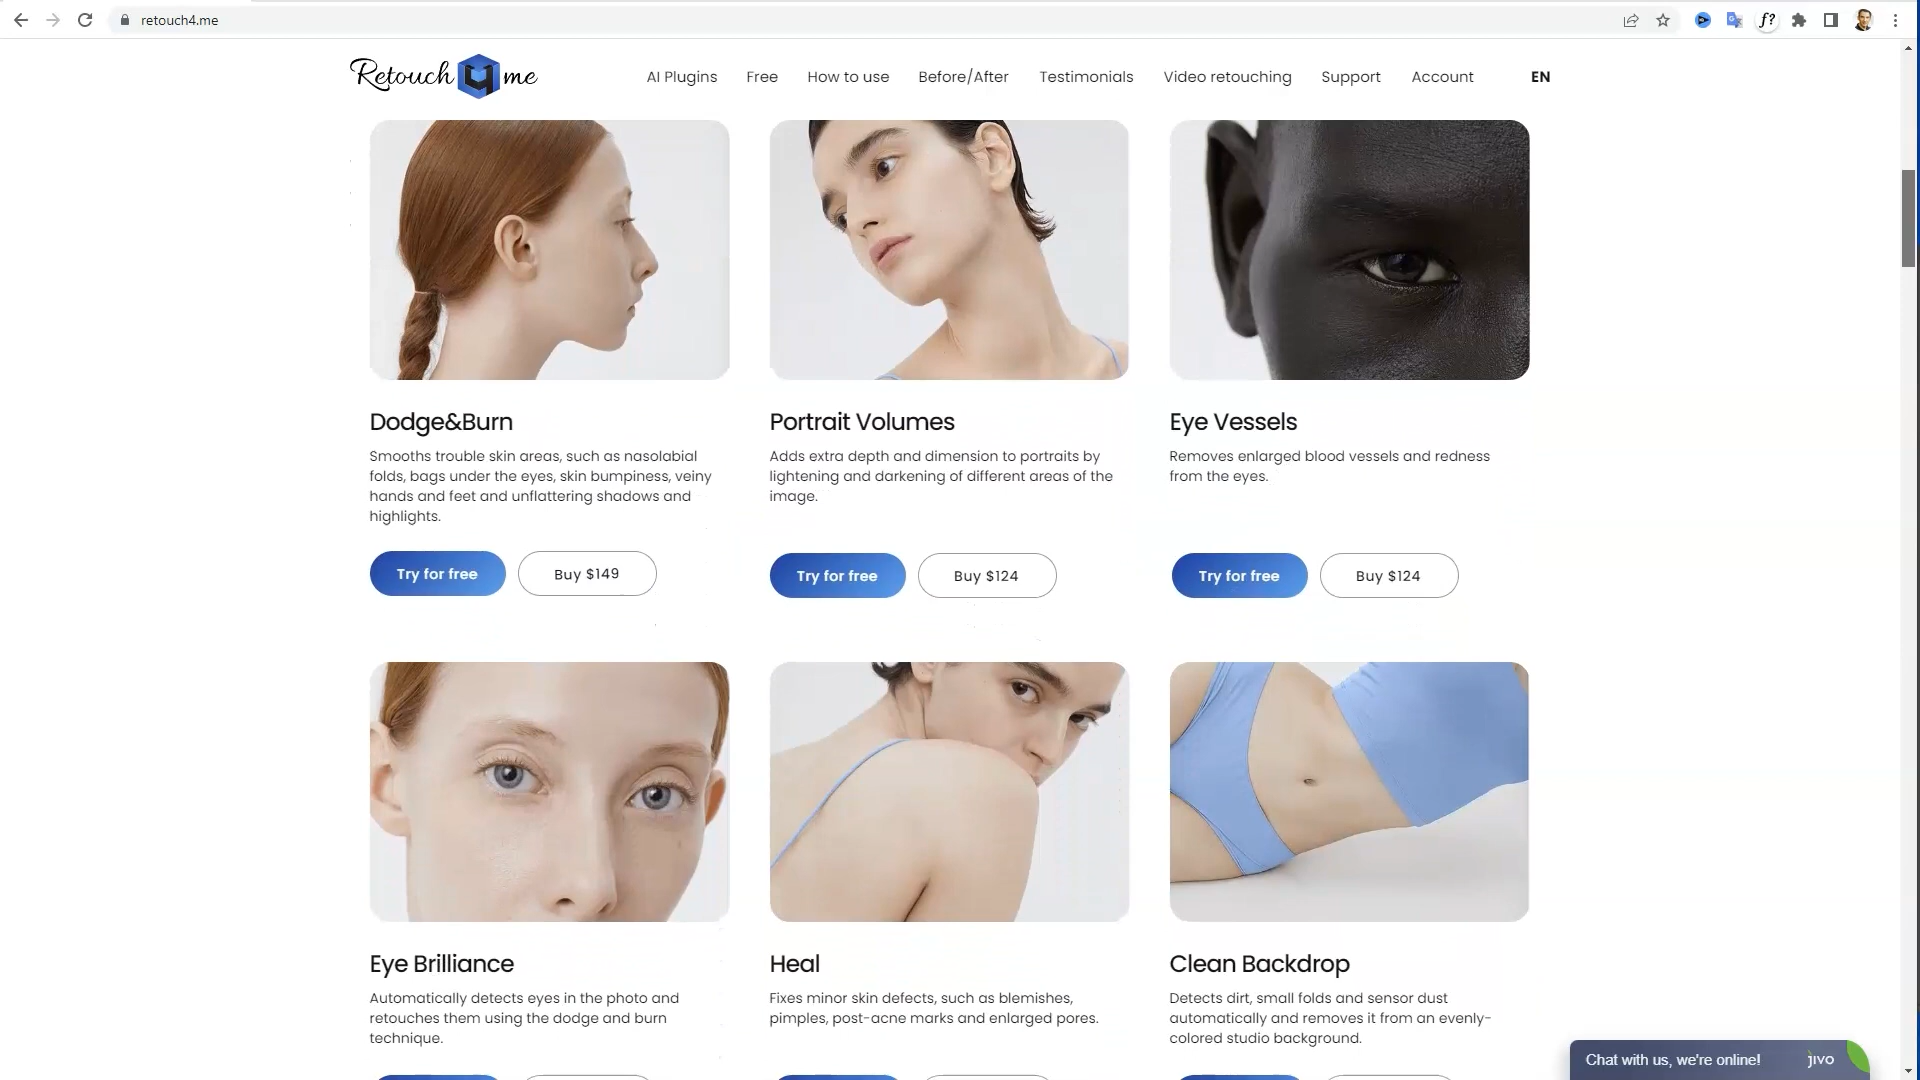 retouch4.me
Retouch 4 me
AI Plugins Free How to use Before/After Testimonials Video retouching Support Account EN
Dodge&Burn
Smooths trouble skin areas, such as nasolabial
folds, bags under the eyes, skin bumpiness, veiny
hands and feet and unflattering shadows and
highlights.
Try for free Buy $149
Portrait Volumes
Adds extra depth and dimension to portraits by
lightening and darkening of different areas of the
image.
Try for free Buy $124
Eye Vessels
Removes enlarged blood vessels and redness
from the eyes.
Try for free Buy $124
Eye Brilliance
Automatically detects eyes in the photo and
retouches them using the dodge and burn
technique.
Heal
Fixes minor skin defects, such as blemishes,
pimples, post-acne marks and enlarged pores.
Clean Backdrop
Detects dirt, small folds and sensor dust
automatically and removes it from an evenly-
colored studio background.
Chat with us, we're online! jivo